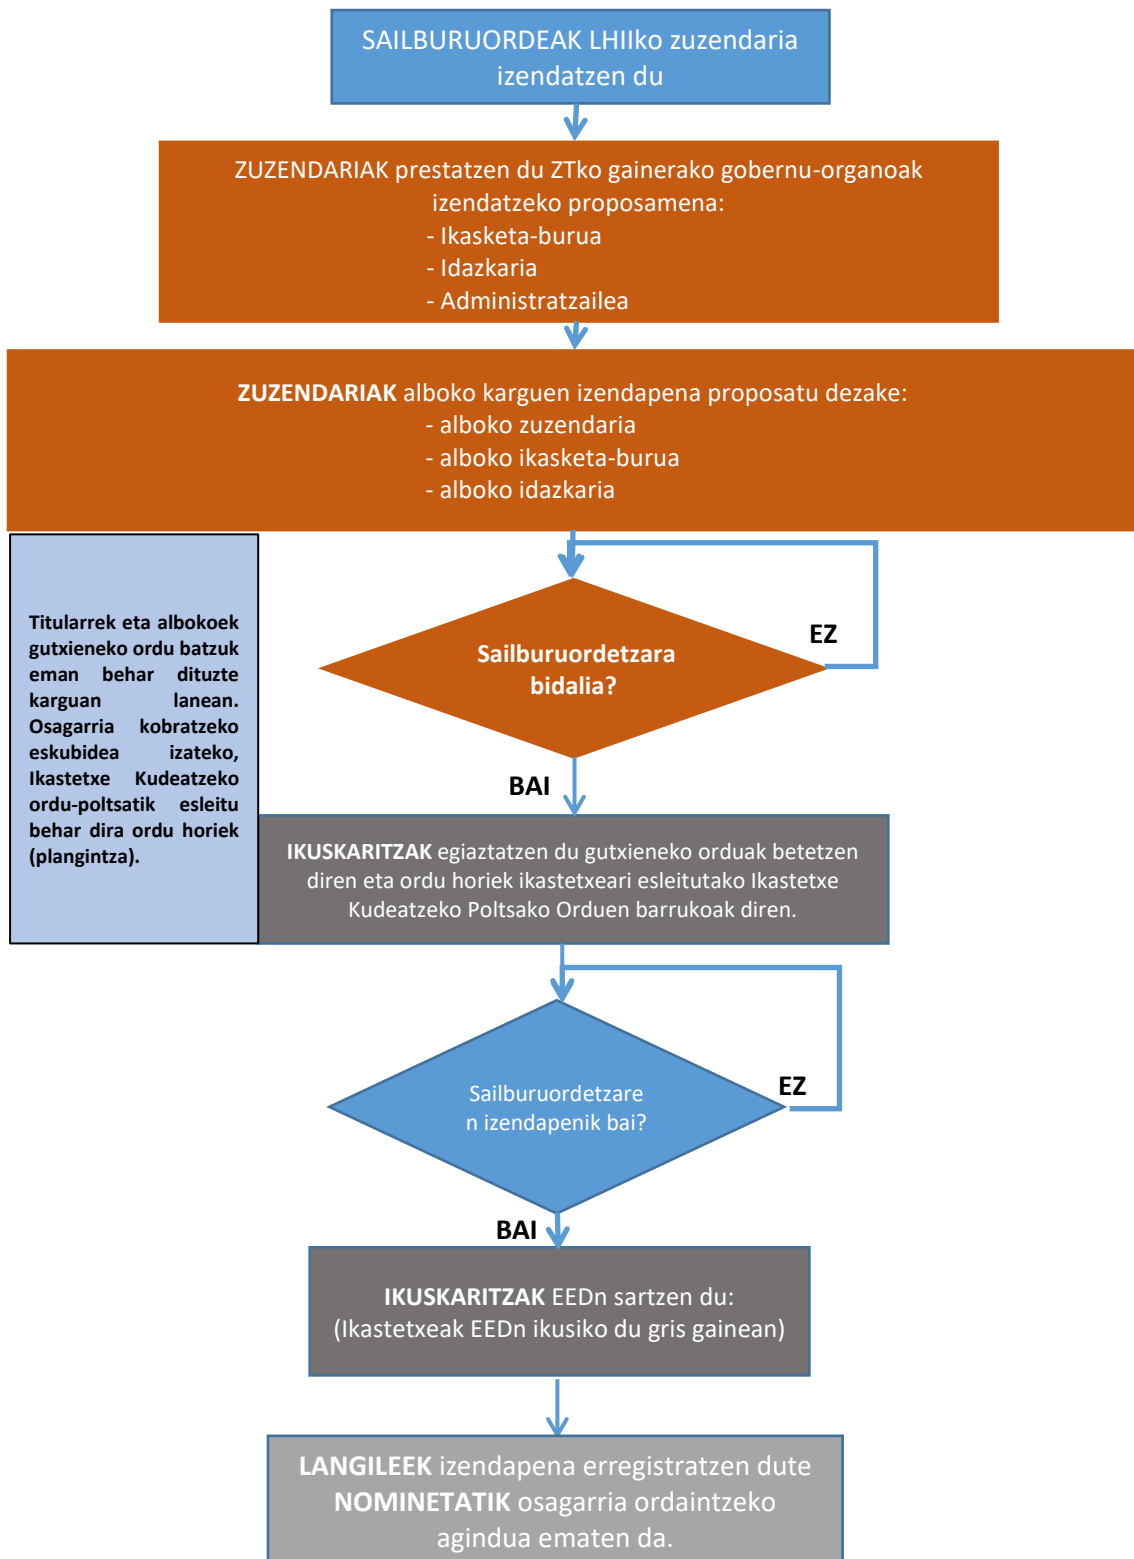 SAILBURUORDEAK LHIIko zuzendaria
izendatzen du
ZUZENDARIAK prestatzen du ZTko gainerako gobernu-organoak
izendatzeko proposamena:
- Ikasketa-burua
- Idazkaria
- Administratzailea
ZUZENDARIAK alboko karguen izendapena proposatu dezake:
- alboko zuzendaria
- alboko ikasketa-burua
- alboko idazkaria
Titularrek eta albokoek
gutxieneko ordu batzuk
eman behar dituzte
karguan lanean.
Osagarria kobratzeko
eskubidea izateko,
Ikastetxe Kudeatzeko
ordu-poltsatik esleitu
behar dira ordu horiek
(plangintza).
Sailburuordetzara
bidalia?
EZ
BAI
IKUSKARITZAK egiaztatzen du gutxieneko orduak betetzen
diren eta ordu horiek ikastetxeari esleitutako Ikastetxe
Kudeatzeko Poltsako Orduen barrukoak diren.
Sailburuordetzare
n izendapenik bai?
EZ
BAI
IKUSKARITZAK EEDn sartzen du:
(Ikastetxeak EEDn ikusiko du gris gainean)
LANGILEEK izendapena erregistratzen dute
NOMINETATIK osagarria ordaintzeko
agindua ematen da.